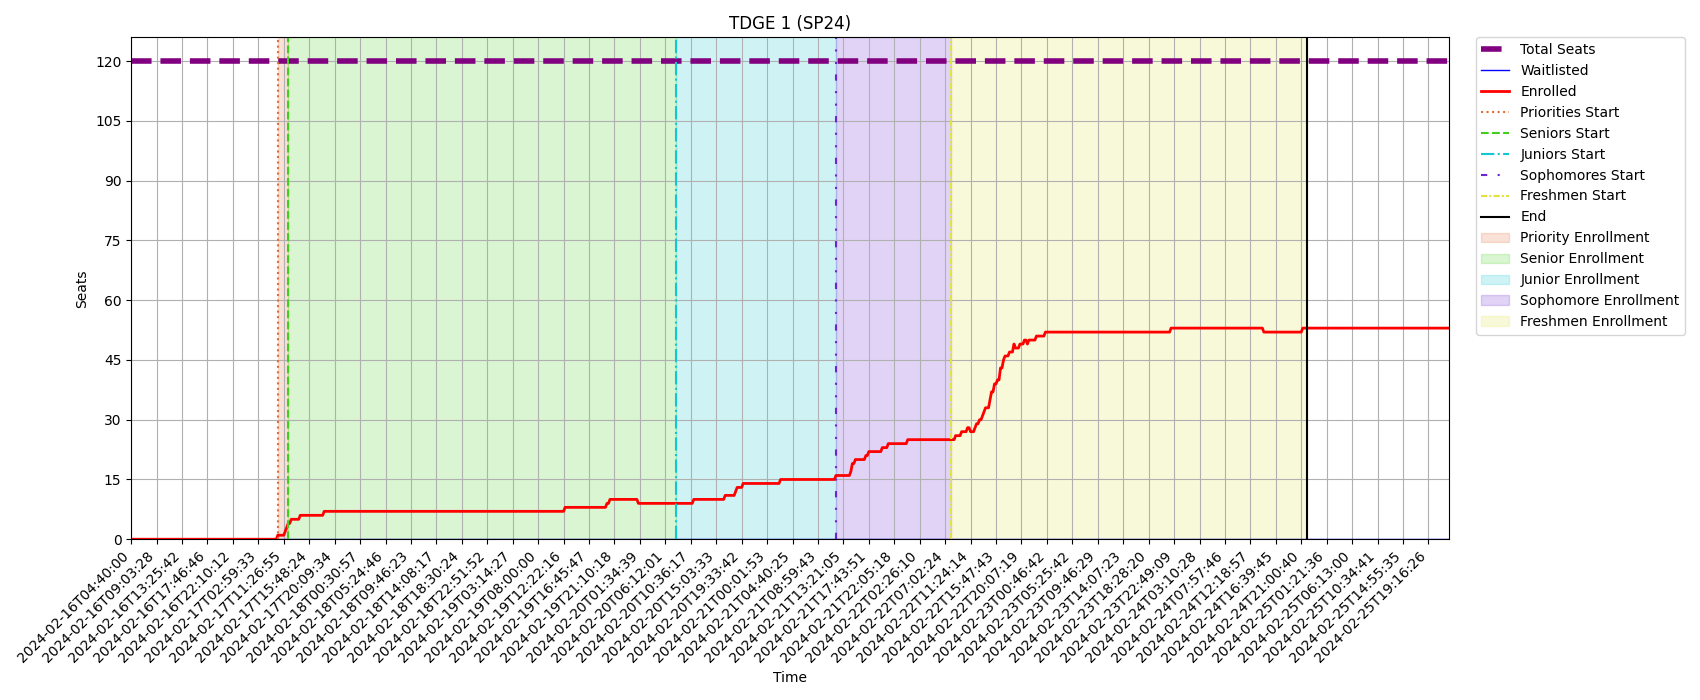 TDGE 1 (SP24)
Seats
120
105
90
75
60
45
30
15
0
2024-02-16T04:40:00
2024-02-16T09:03:28
2024-02-16T13:25:42
2024-02-16T17:46:46
2024-02-16T22:10:12
2024-02-17T02:59:33
2024-02-17T11:26:55
2024-02-17T15:48:24
2024-02-17T20:09:34
2024-02-18T00:30:57
2024-02-18T05:24:46
2024-02-18T09:46:23
2024-02-18T14:08:17
2024-02-18T18:30:24
2024-02-18T22:51:52
2024-02-19T03:14:27
2024-02-19T08:00:00
2024-02-19T12:22:16
2024-02-19T16:45:47
2024-02-19T21:10:18
2024-02-20T01:34:39
2024-02-20T06:12:01
2024-02-20T10:36:17
2024-02-20T15:03:33
2024-02-20T19:33:42
2024-02-21T00:01:53
2024-02-21T04:40:25
2024-02-21T08:59:43
2024-02-21T13:21:05
2024-02-21T17:43:51
2024-02-21T22:05:18
2024-02-22T02:26:10
2024-02-22T07:02:24
2024-02-22T11:24:14
2024-02-22T15:47:43
2024-02-22T20:07:19
2024-02-23T00:46:42
2024-02-23T05:25:42
2024-02-23T09:46:29
2024-02-23T14:07:23
2024-02-23T18:28:20
2024-02-23T22:49:09
2024-02-24T03:10:28
2024-02-24T07:57:46
2024-02-24T12:18:57
2024-02-24T16:39:45
2024-02-24T21:00:40
2024-02-25T01:21:36
2024-02-25T06:13:00
2024-02-25T10:34:41
2024-02-25T14:55:35
2024-02-25T19:16:26
Time
Total Seats
Waitlisted
Enrolled
Priorities Start
Seniors Start
Juniors Start
Sophomores Start
Freshmen Start
End
Priority Enrollment
Senior Enrollment
Junior Enrollment
Sophomore Enrollment
Freshmen Enrollment